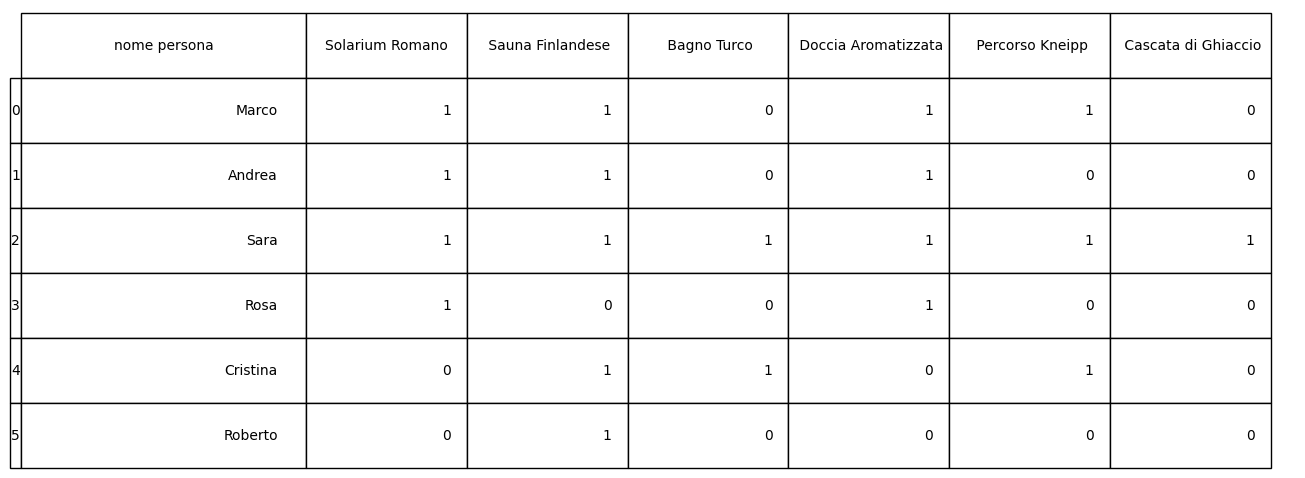 nome persona Solarium Romano Sauna Finlandese Bagno Turco Doccia Aromatizzata Percorso Kneipp Cascata di Ghiaccio
0 Marco 1 1 0 1 1 0
1 Andrea 1 1 0 1 0 0
2 Sara 1 1 1 1 1 1
3 Rosa 1 0 0 1 0 0
4 Cristina 0 1 1 0 1 0
5 Roberto 0 1 0 0 0 0